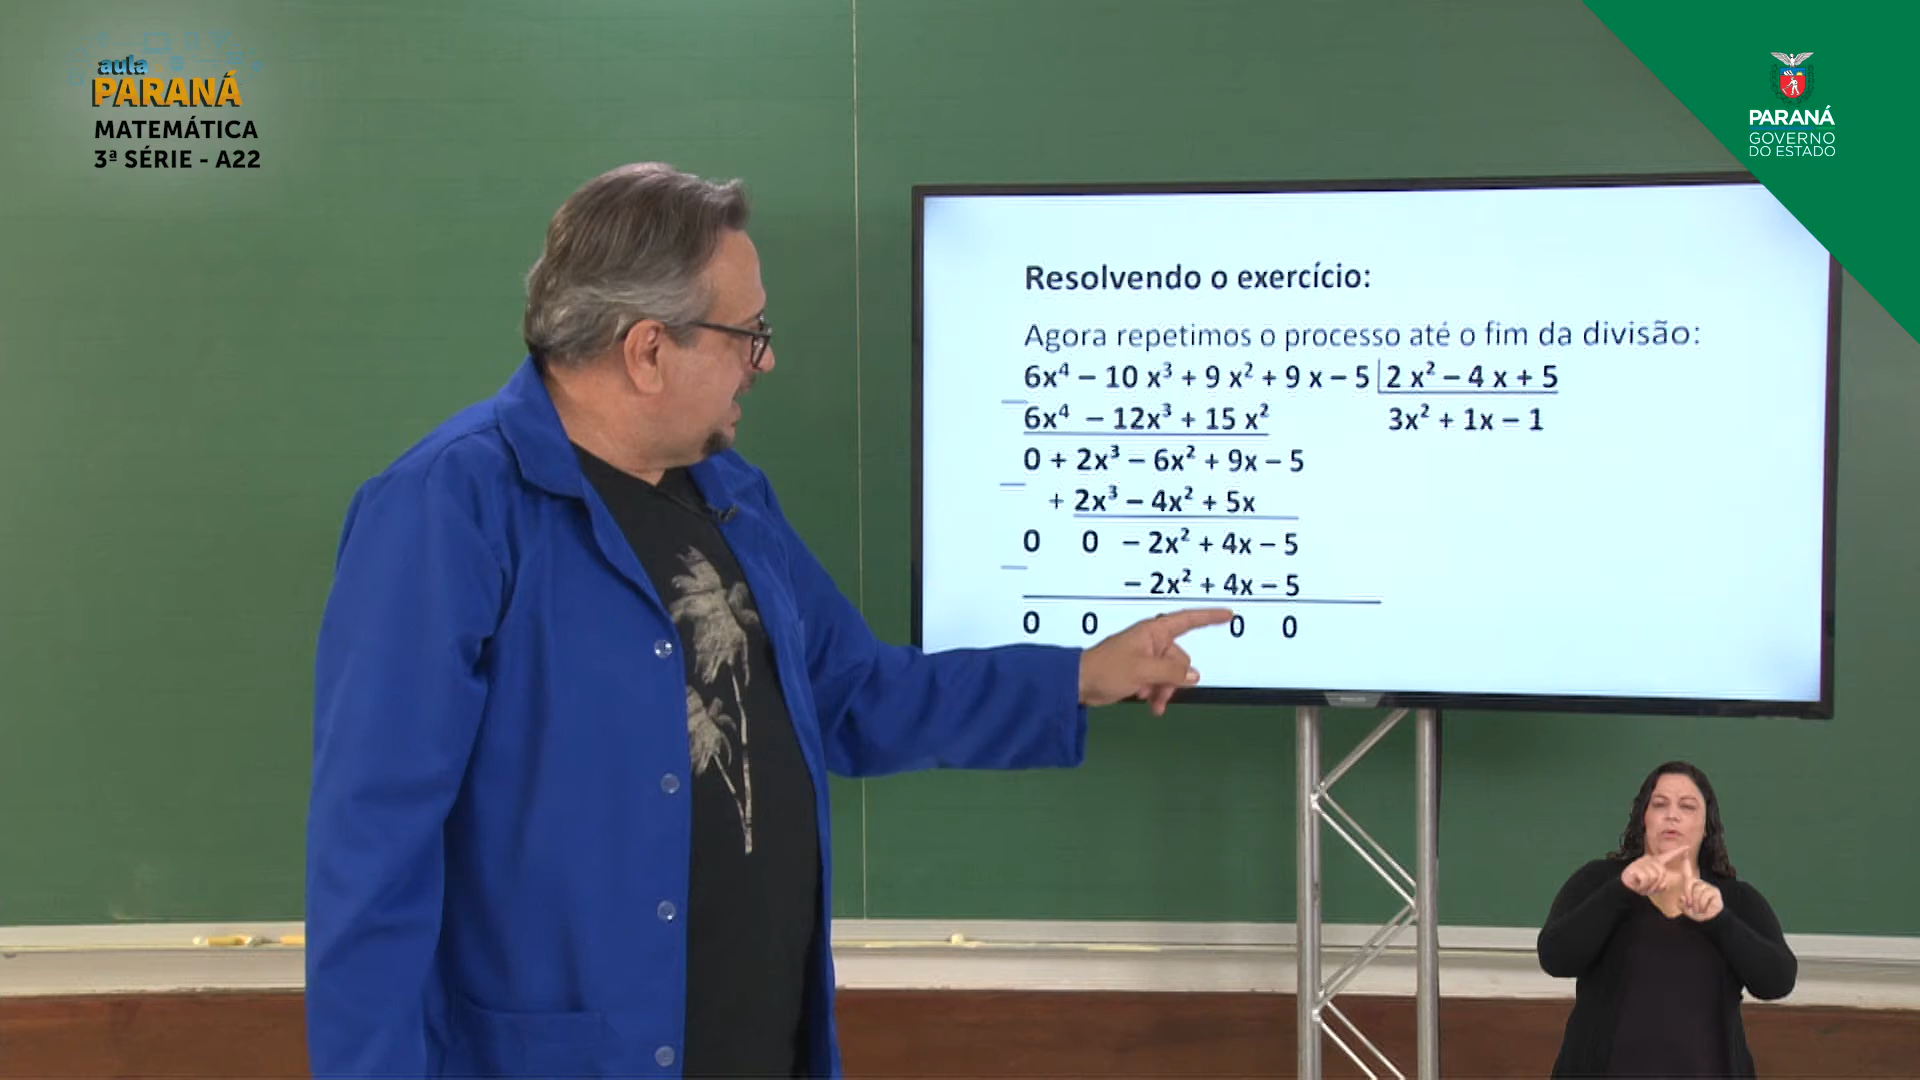 aula
PARANÁ
MATEMÁTICA
3ª SÉRIE - A22
PARANÁ
GOVERNO
DO ESTADO
Resolvendo o exercício:
Agora repetimos o processo até o fim da divisão:
6x⁴ – 10 x³ + 9 x² + 9 x – 5 | 2 x² – 4 x + 5
6x⁴ – 12x³ + 15 x² 3x² + 1x – 1
0 + 2x³ – 6x² + 9x – 5
+ 2x³ – 4x² + 5x
0 0 – 2x² + 4x – 5
– 2x² + 4x – 5
0 0 0 0